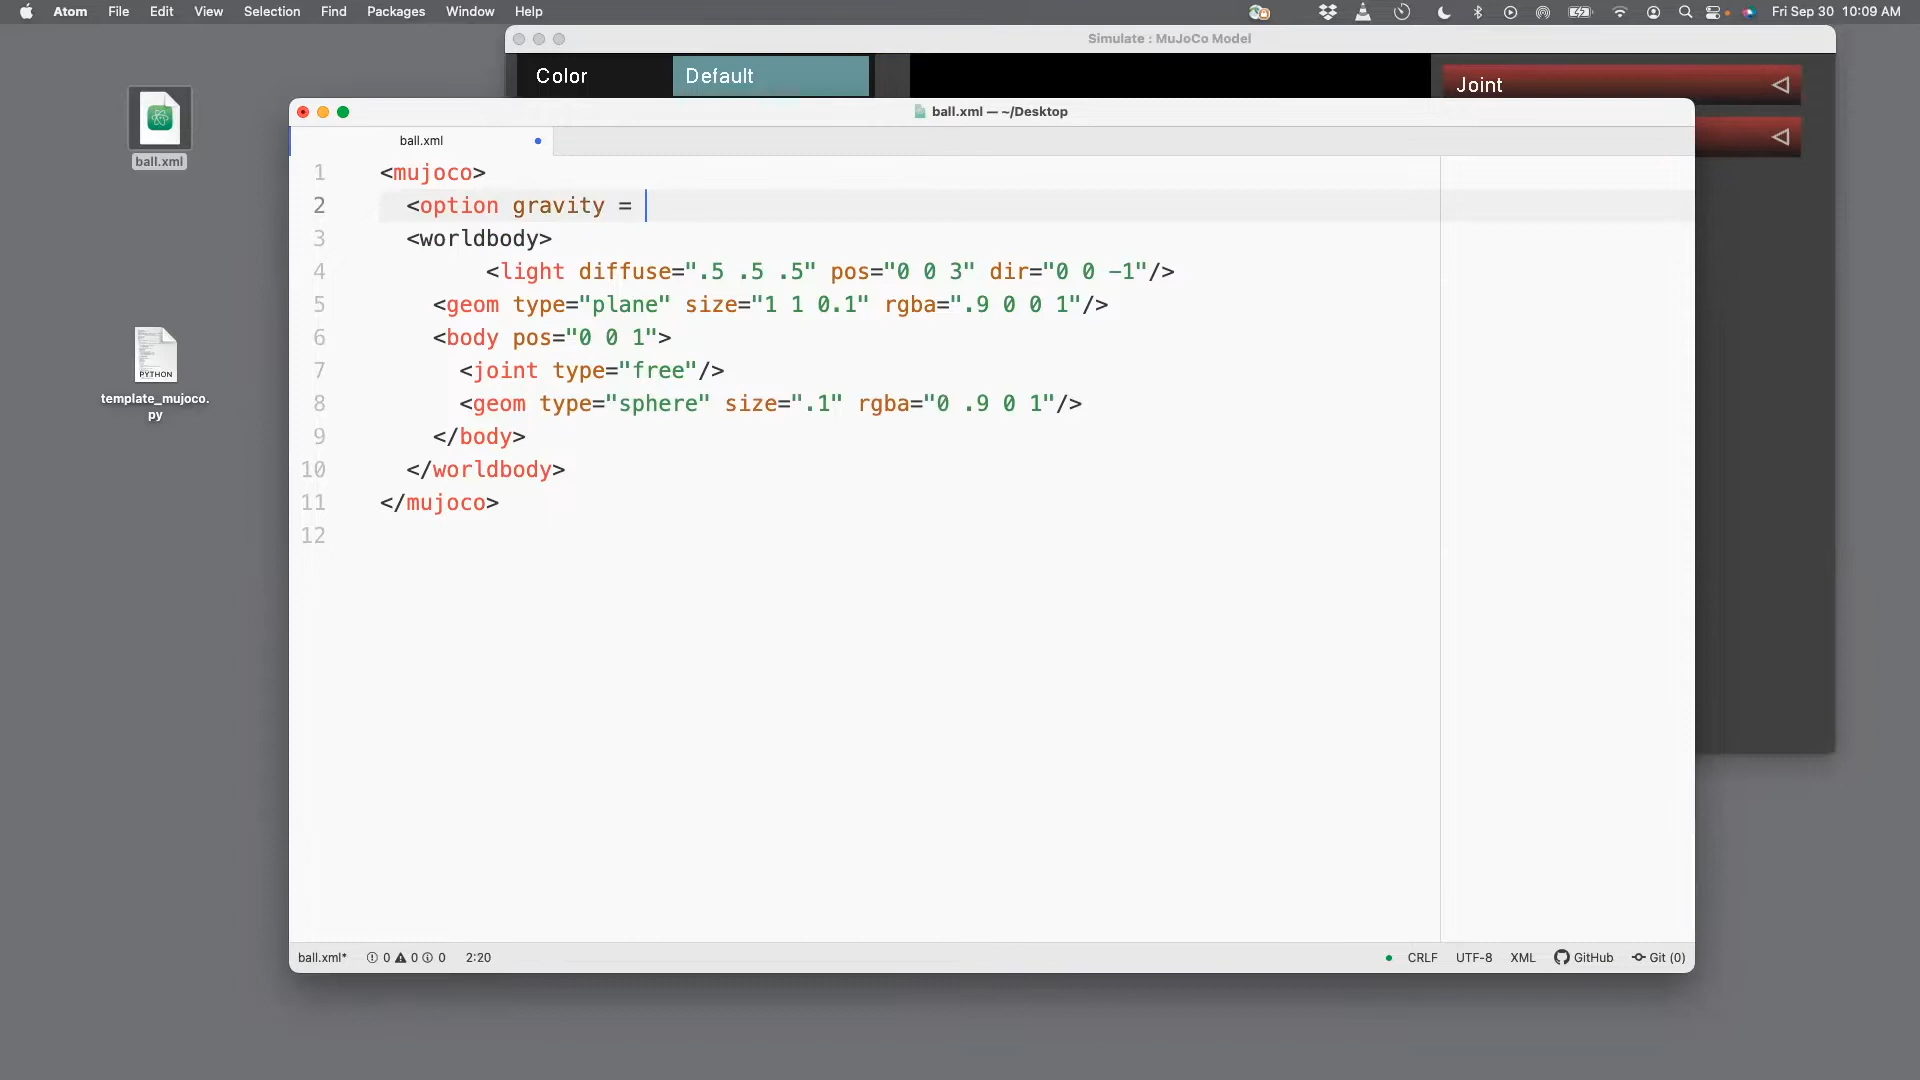 Atom File Edit View Selection Find Packages Window Help Fri Sep 30 10:09 AM
Simulate : MuJoCo Model
Color Default
Joint
ball.xml — ~/Desktop
ball.xml
ball.xml
1 <mujoco>
2 <option gravity =
3 <worldbody>
4 <light diffuse=".5 .5 .5" pos="0 0 3" dir="0 0 -1"/>
5 <geom type="plane" size="1 1 0.1" rgba=".9 0 0 1"/>
6 <body pos="0 0 1">
7 <joint type="free"/>
8 <geom type="sphere" size=".1" rgba="0 .9 0 1"/>
9 </body>
10 </worldbody>
11 </mujoco>
12
PYTHON
template_mujoco.
py
ball.xml* 0 0 0 2:20 CRLF UTF-8 XML GitHub Git (0)